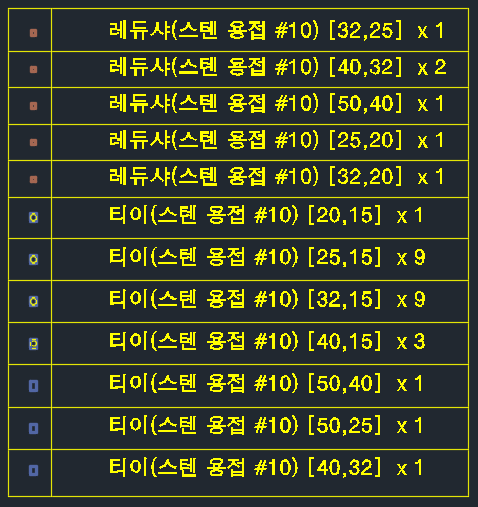 레듀샤(스텐 용접 #10) [32,25] x 1
레듀샤(스텐 용접 #10) [40,32] x 2
레듀샤(스텐 용접 #10) [50,40] x 1
레듀샤(스텐 용접 #10) [25,20] x 1
레듀샤(스텐 용접 #10) [32,20] x 1
티이(스텐 용접 #10) [20,15] x 1
티이(스텐 용접 #10) [25,15] x 9
티이(스텐 용접 #10) [32,15] x 9
티이(스텐 용접 #10) [40,15] x 3
티이(스텐 용접 #10) [50,40] x 1
티이(스텐 용접 #10) [50,25] x 1
티이(스텐 용접 #10) [40,32] x 1